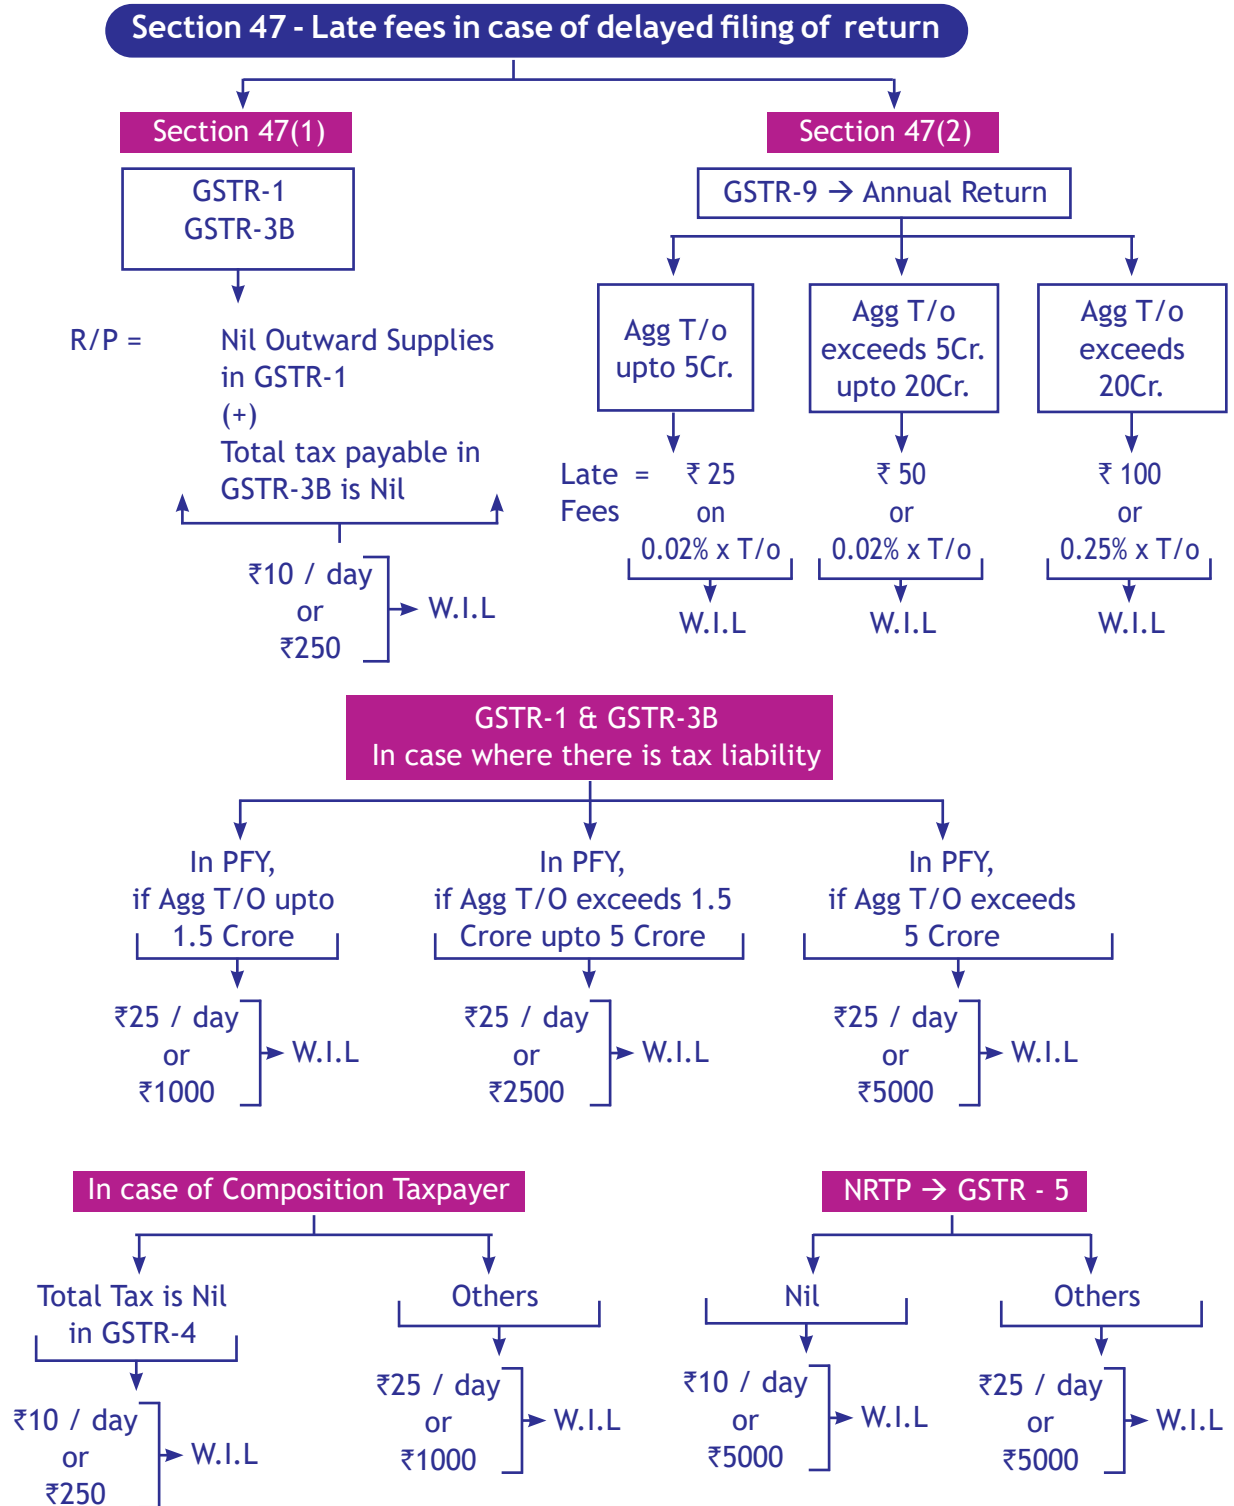 Section 47 - Late fees in case of delayed filing of return
Section 47(1)
GSTR-1
GSTR-3B
R/P =
Nil Outward Supplies
in GSTR-1
(+)
Total tax payable in
GSTR-3B is Nil
₹10 / day
or
₹250
W.I.L
Section 47(2)
GSTR-9 → Annual Return
Agg T/o
upto 5Cr.
Agg T/o
exceeds 5Cr.
upto 20Cr.
Agg T/o
exceeds
20Cr.
Late = 
Fees
₹ 25
on
0.02% x T/o
W.I.L
₹ 50
or
0.02% x T/o
W.I.L
₹ 100
or
0.25% x T/o
W.I.L
GSTR-1 & GSTR-3B
In case where there is tax liability
In PFY,
if Agg T/O upto
1.5 Crore
₹25 / day
or
₹1000
W.I.L
In PFY,
if Agg T/O exceeds 1.5
Crore upto 5 Crore
₹25 / day
or
₹2500
W.I.L
In PFY,
if Agg T/O exceeds
5 Crore
₹25 / day
or
₹5000
W.I.L
In case of Composition Taxpayer
Total Tax is Nil
in GSTR-4
₹10 / day
or
₹250
W.I.L
Others
₹25 / day
or
₹1000
W.I.L
NRTP → GSTR - 5
Nil
₹10 / day
or
₹5000
W.I.L
Others
₹25 / day
or
₹5000
W.I.L